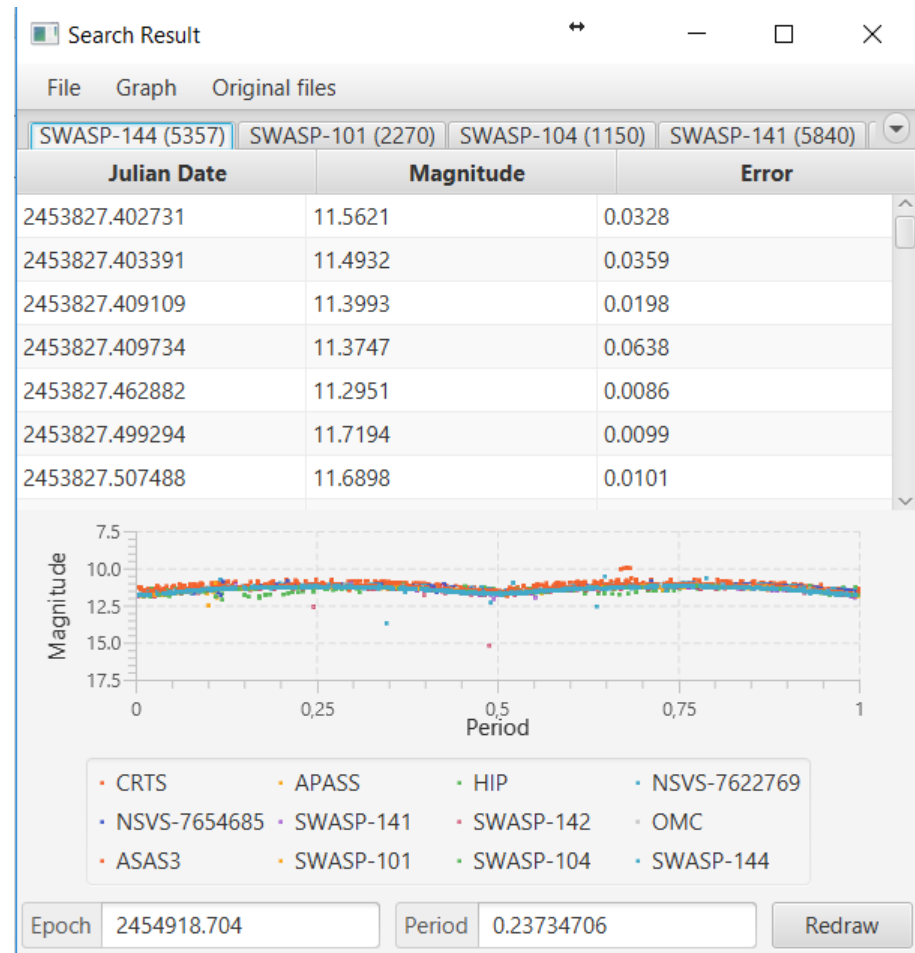 Search Result
File Graph Original files
SWASP-144 (5357) SWASP-101 (2270) SWASP-104 (1150) SWASP-141 (5840)
Julian Date Magnitude Error
2453827.402731 11.5621 0.0328
2453827.403391 11.4932 0.0359
2453827.409109 11.3993 0.0198
2453827.409734 11.3747 0.0638
2453827.462882 11.2951 0.0086
2453827.499294 11.7194 0.0099
2453827.507488 11.6898 0.0101
Magnitude
7.5
10.0
12.5
15.0
17.5
0 0,25 0,5 0,75 1
Period
CRTS APASS HIP NSVS-7622769
NSVS-7654685 SWASP-141 SWASP-142 OMC
ASAS3 SWASP-101 SWASP-104 SWASP-144
Epoch 2454918.704 Period 0.23734706 Redraw